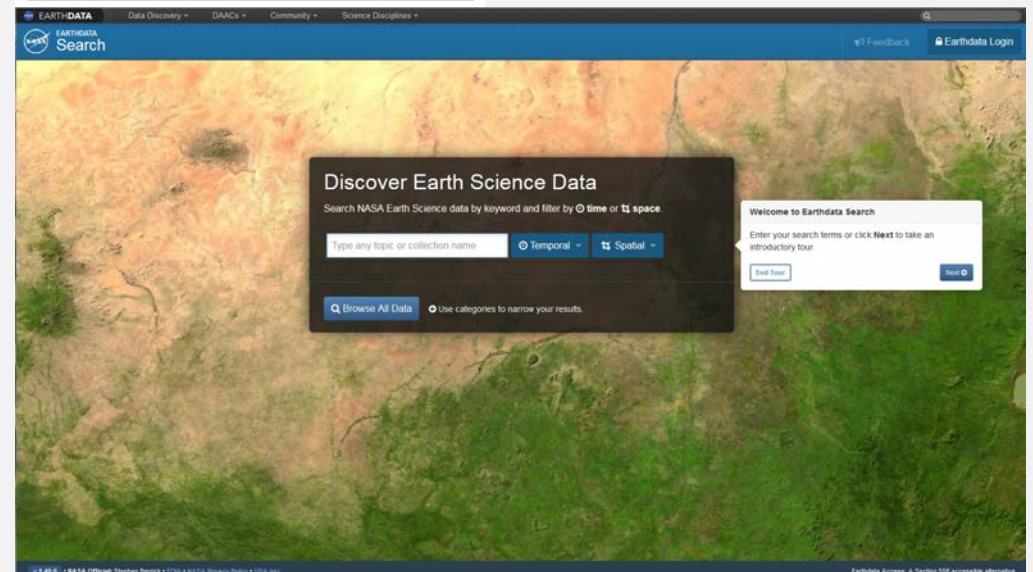 EARTHDATA Data Discovery DAACs Community Science Disciplines
NASA EARTHDATA
Search
Feedback Earthdata Login
Discover Earth Science Data
Search NASA Earth Science data by keyword and filter by time or space.
Type any topic or collection name Temporal Spatial
Browse All Data Use categories to narrow your results.
Welcome to Earthdata Search
Enter your search terms or click Next to take an
introductory tour.
End Tour Next
NASA Official: Stephen Berrick • FOIA • NASA Privacy Policy • USA.gov
Earthdata Access: A Section 508 accessible alternative